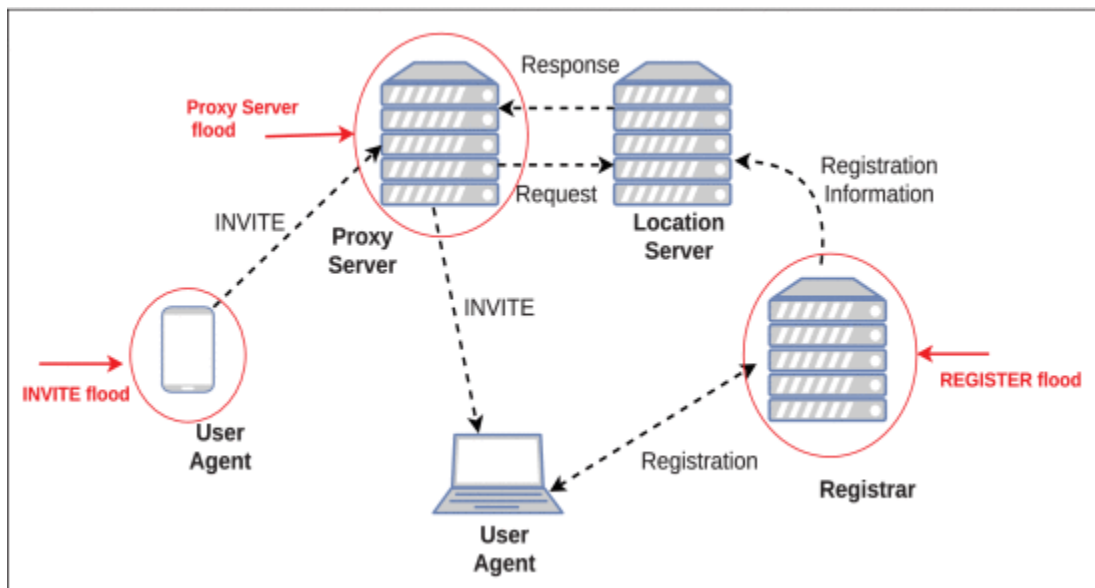 Response
Proxy Server
flood
Request
Registration
Information
INVITE
Proxy
Server
Location
Server
INVITE
INVITE flood
REGISTER flood
User
Agent
Registration
Registrar
User
Agent